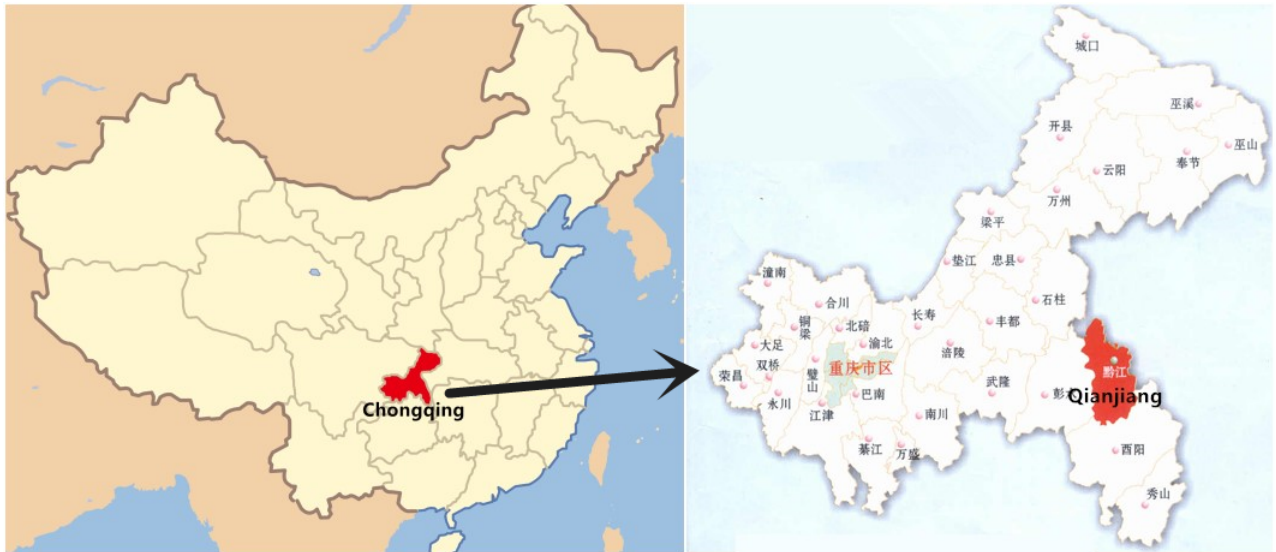 Chongqing
城口
巫溪
开县
巫山
奉节
云阳
万州
梁平
垫江
忠县
潼南
石柱
合川
长寿
铜梁
北碚
丰都
大足
渝北
涪陵
双桥
重庆市区
黔江
荣昌
璧山
武隆
彭
Qianjiang
永川
巴南
江津
南川
綦江
万盛
酉阳
秀山